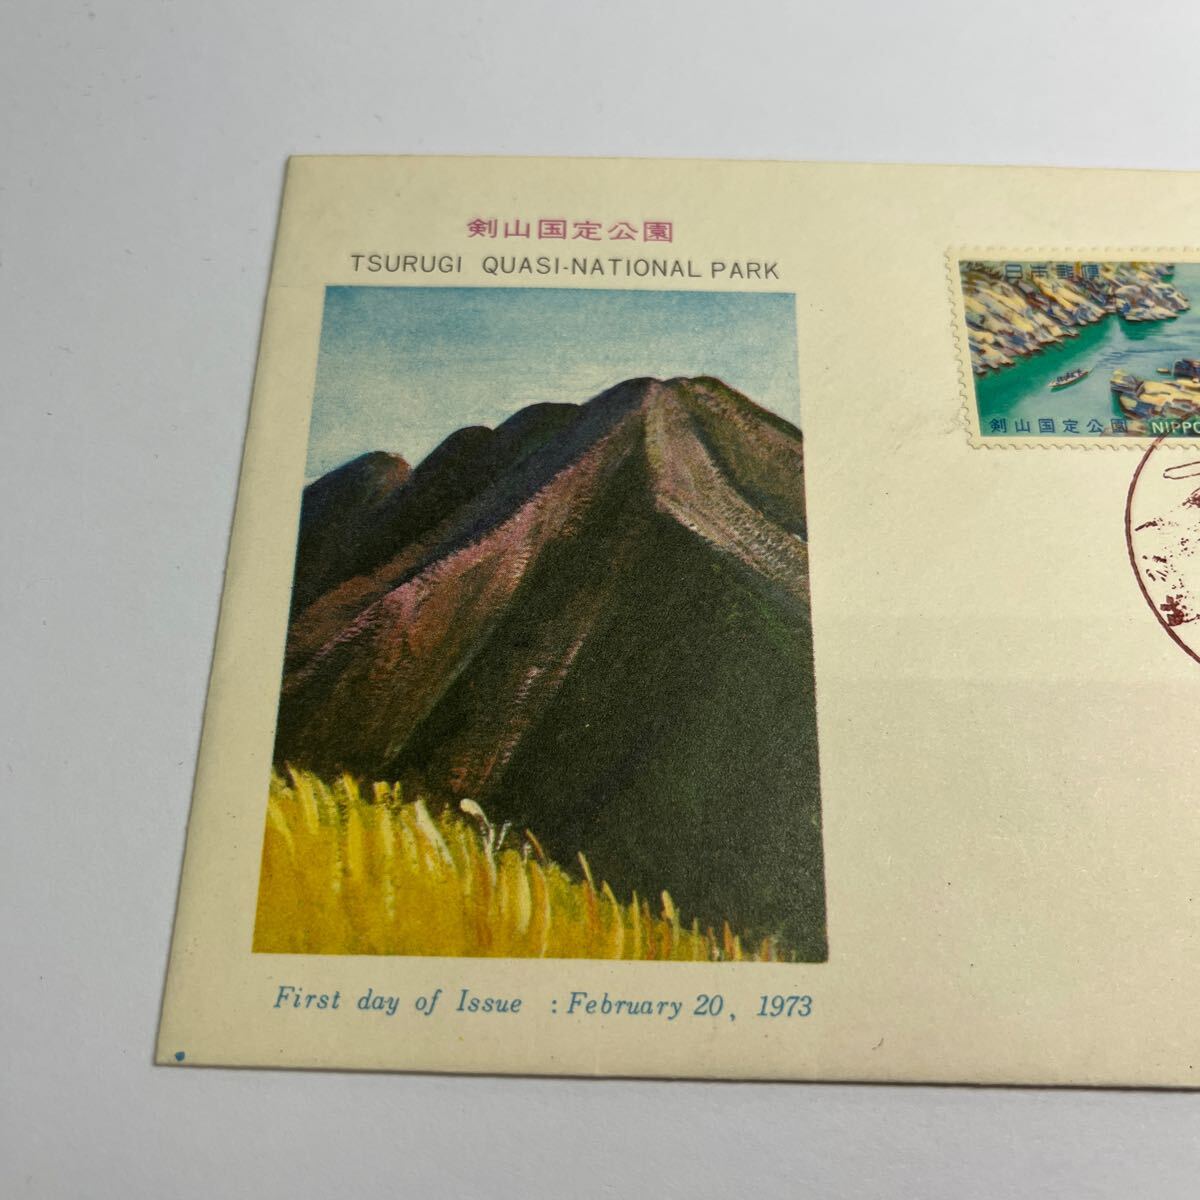 剣山国定公園
TSURUGI QUASI-NATIONAL PARK
日本郵便
剣山国定公園 NIPPO
First day of Issue : February 20, 1973